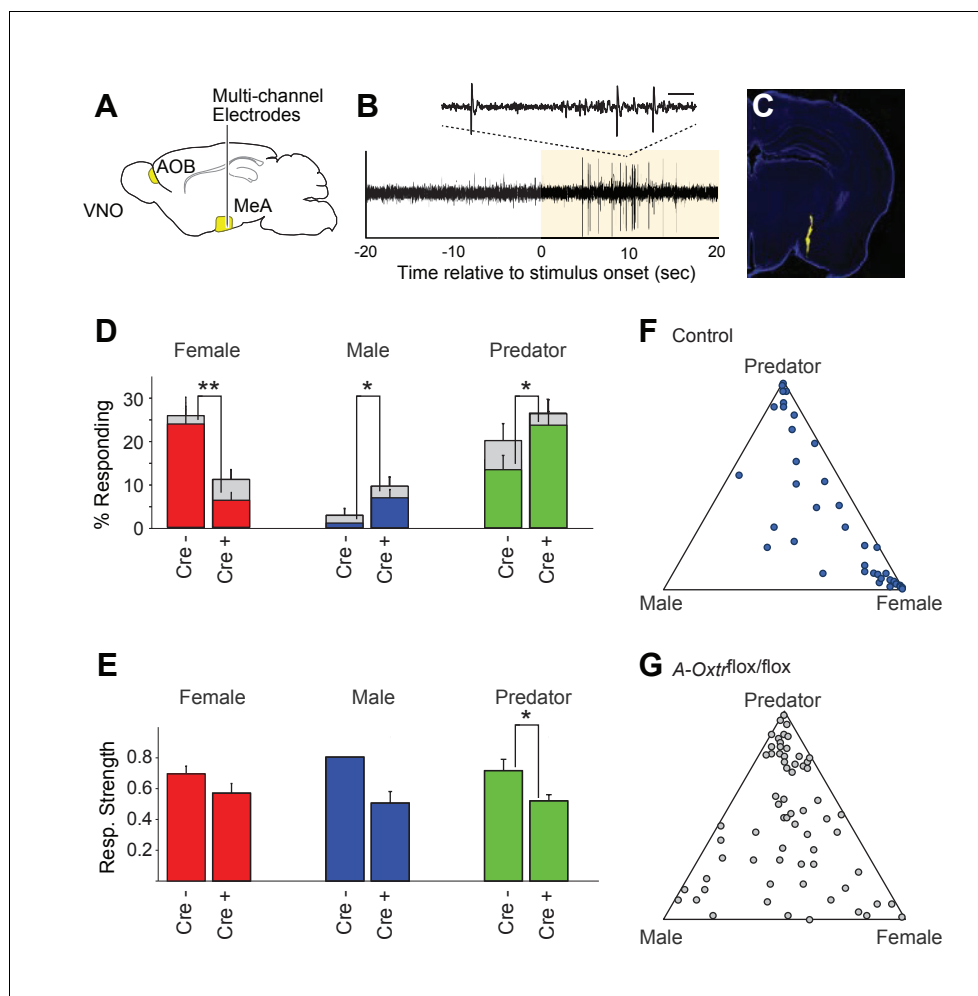 A
Multi-channel
Electrodes
AOB
VNO
MeA
B
-20
-10
0
10
20
Time relative to stimulus onset (sec)
C
D
Female
Male
Predator
**
*
*
30
20
10
0
% Responding
Cre -
Cre +
Cre -
Cre +
Cre -
Cre +
E
Female
Male
Predator
*
0.8
0.6
0.4
0.2
Resp. Strength
Cre -
Cre +
Cre -
Cre +
Cre -
Cre +
F Control
Predator
Male
Female
G A-Oxtrflox/flox
Predator
Male
Female